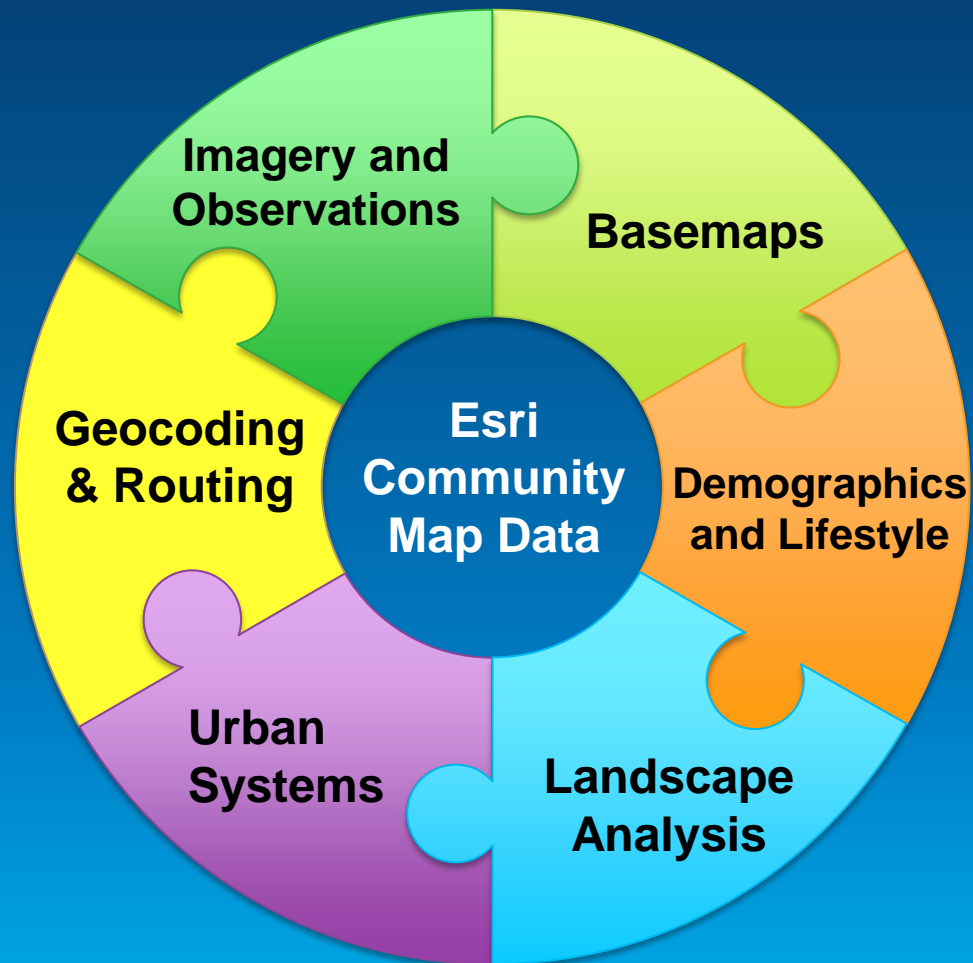 Imagery and
Observations
Basemaps
Geocoding
& Routing
Esri
Community
Map Data
Demographics
and Lifestyle
Urban
Systems
Landscape
Analysis